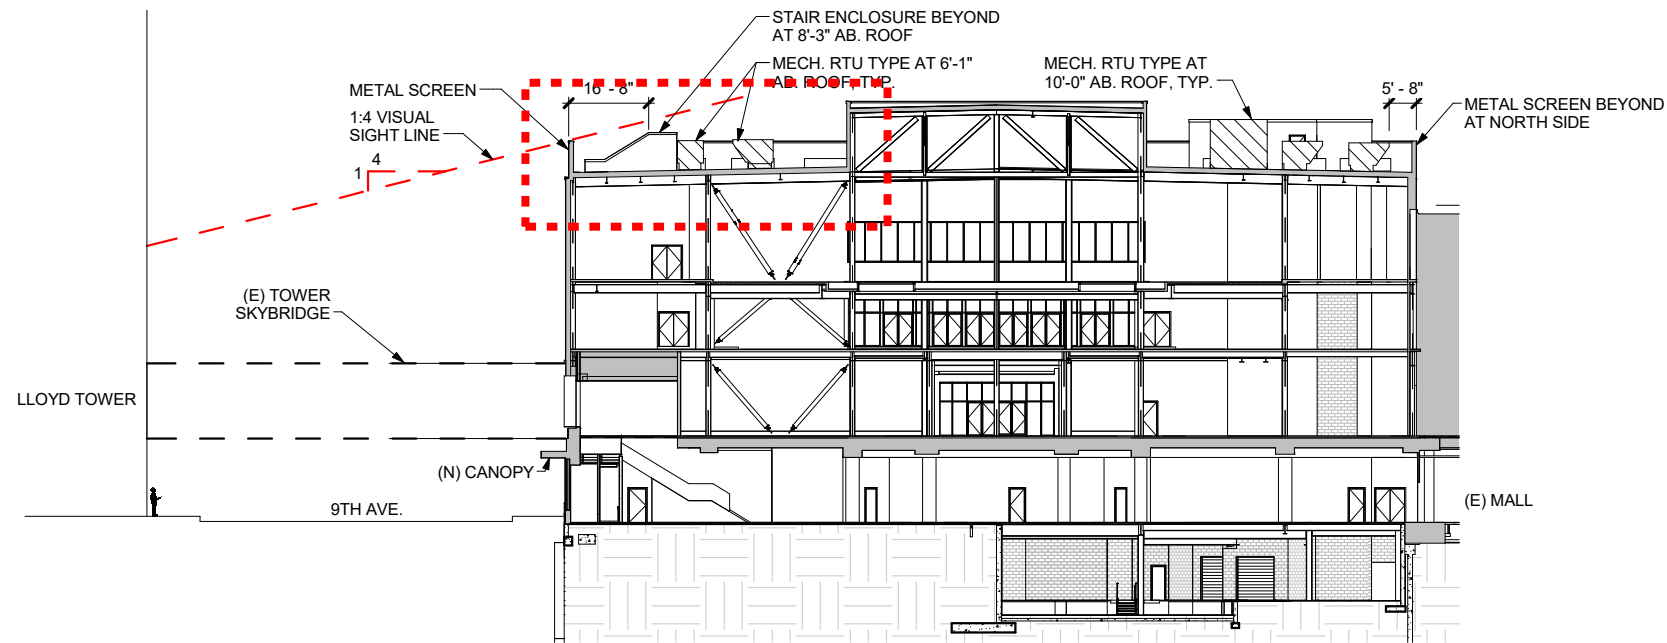 STAIR ENCLOSURE BEYOND
AT 8'-3" AB. ROOF
MECH. RTU TYPE AT 6'-1"
AB. ROOF, TYP.
MECH. RTU TYPE AT
10'-0" AB. ROOF, TYP.
METAL SCREEN
16' - 8"
5' - 8"
METAL SCREEN BEYOND
AT NORTH SIDE
1:4 VISUAL
SIGHT LINE
4
1
(E) TOWER
SKYBRIDGE
LLOYD TOWER
(N) CANOPY
9TH AVE.
(E) MALL